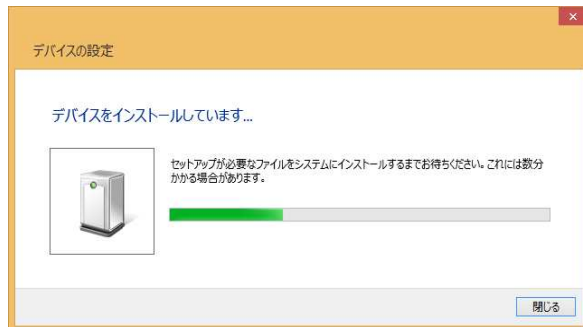 デバイスの設定
デバイスをインストールしています...
セットアップが必要なファイルをシステムにインストールするまでお待ちください。これには数分
かかる場合があります。
閉じる